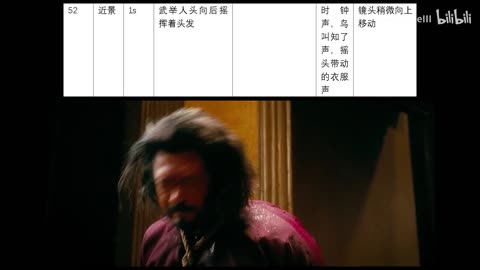 52 近景 1s 武举人头向后摇 时钟 镜头稍微向上
挥着头发 声，鸟 移动
叫知了
声，摇
头带动
的衣服
声
elll bilibili